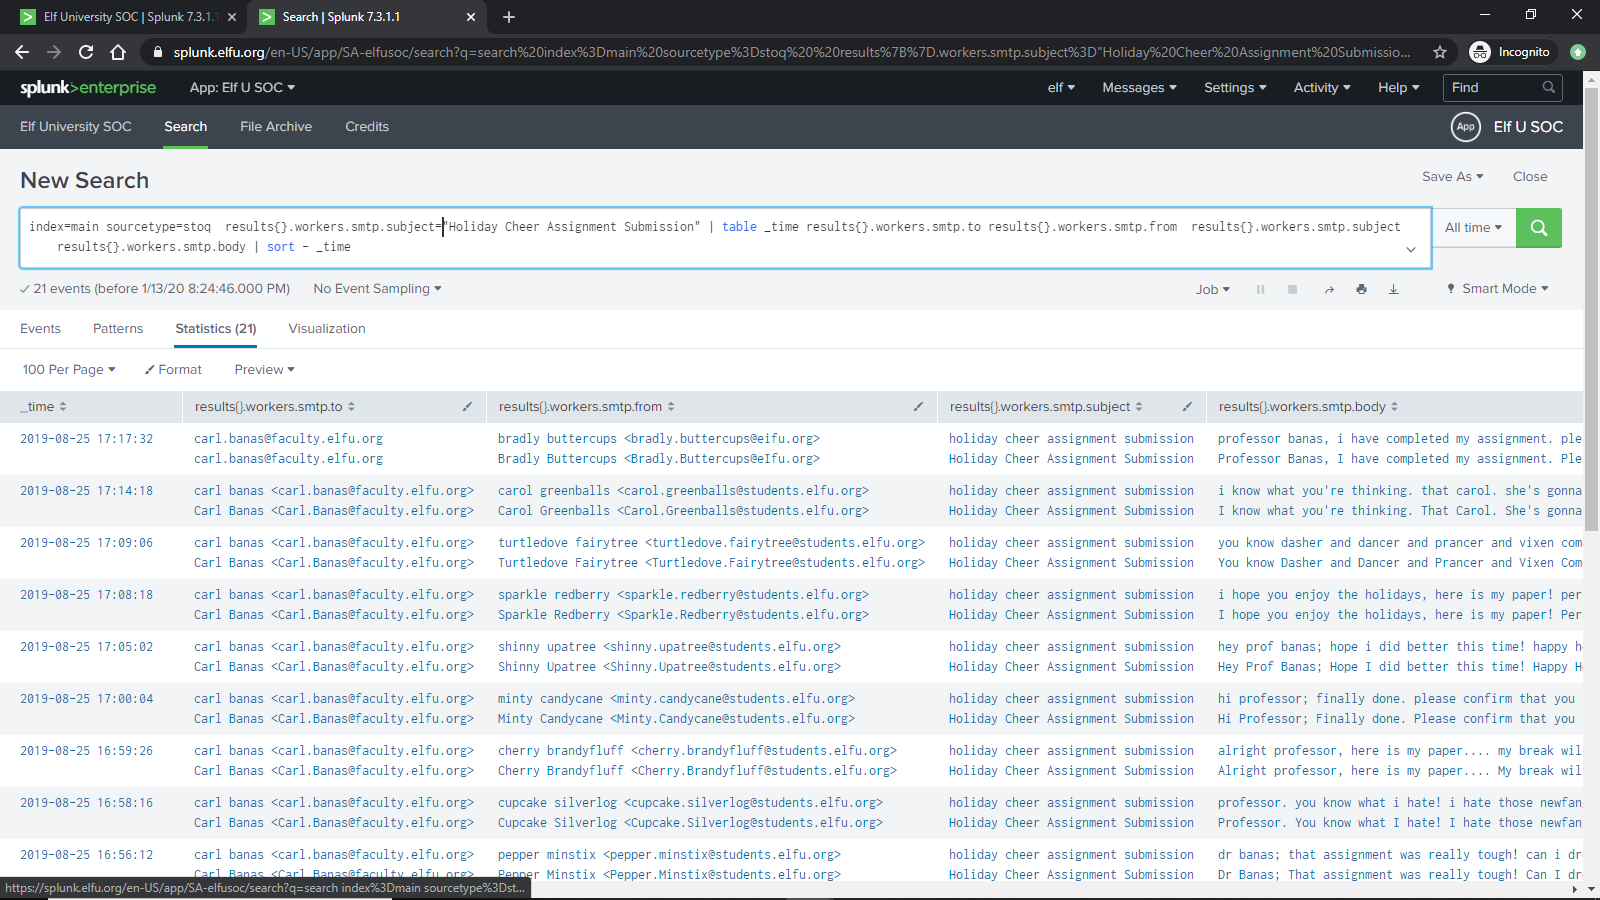 Elf University SOC | Splunk 7.3.1.1
Search | Splunk 7.3.1.1
splunk.elfu.org/en-US/app/SA-elfusoc/search?q=search%20index%3Dmain%20sourcetype%3Dstoq%20%20results%7B%7D.workers.smtp.subject%3D"Holiday%20Cheer%20Assignment%20Submissio...
Incognito
splunk>enterprise App: Elf U SOC elf Messages Settings Activity Help Find
Elf University SOC Search File Archive Credits App Elf U SOC
New Search Save As Close
index=main sourcetype=stoq  results{}.workers.smtp.subject="Holiday Cheer Assignment Submission" | table _time results{}.workers.smtp.to results{}.workers.smtp.from  results{}.workers.smtp.subject
results{}.workers.smtp.body | sort - _time
All time
21 events (before 1/13/20 8:24:46.000 PM) No Event Sampling Job Smart Mode
Events Patterns Statistics (21) Visualization
100 Per Page Format Preview
_time results{}.workers.smtp.to results{}.workers.smtp.from results{}.workers.smtp.subject results{}.workers.smtp.body
2019-08-25 17:17:32 carl.banas@faculty.elfu.org bradly buttercups <bradly.buttercups@eifu.org> holiday cheer assignment submission professor banas, i have completed my assignment. ple
carl.banas@faculty.elfu.org Bradly Buttercups <Bradly.Buttercups@eIfu.org> Holiday Cheer Assignment Submission Professor Banas, I have completed my assignment. Ple
2019-08-25 17:14:18 carl banas <carl.banas@faculty.elfu.org> carol greenballs <carol.greenballs@students.elfu.org> holiday cheer assignment submission i know what you're thinking. that carol. she's gonna
Carl Banas <Carl.Banas@faculty.elfu.org> Carol Greenballs <Carol.Greenballs@students.elfu.org> Holiday Cheer Assignment Submission I know what you're thinking. That Carol. She's gonna
2019-08-25 17:09:06 carl banas <carl.banas@faculty.elfu.org> turtledove fairytree <turtledove.fairytree@students.elfu.org> holiday cheer assignment submission you know dasher and dancer and prancer and vixen com
Carl Banas <Carl.Banas@faculty.elfu.org> Turtledove Fairytree <Turtledove.Fairytree@students.elfu.org> Holiday Cheer Assignment Submission You know Dasher and Dancer and Prancer and Vixen Com
2019-08-25 17:08:18 carl banas <carl.banas@faculty.elfu.org> sparkle redberry <sparkle.redberry@students.elfu.org> holiday cheer assignment submission i hope you enjoy the holidays, here is my paper! per
Carl Banas <Carl.Banas@faculty.elfu.org> Sparkle Redberry <Sparkle.Redberry@students.elfu.org> Holiday Cheer Assignment Submission I hope you enjoy the holidays, here is my paper! Per
2019-08-25 17:05:02 carl banas <carl.banas@faculty.elfu.org> shinny upatree <shinny.upatree@students.elfu.org> holiday cheer assignment submission hey prof banas; hope i did better this time! happy h
Carl Banas <Carl.Banas@faculty.elfu.org> Shinny Upatree <Shinny.Upatree@students.elfu.org> Holiday Cheer Assignment Submission Hey Prof Banas; Hope I did better this time! Happy H
2019-08-25 17:00:04 carl banas <carl.banas@faculty.elfu.org> minty candycane <minty.candycane@students.elfu.org> holiday cheer assignment submission hi professor; finally done. please confirm that you
Carl Banas <Carl.Banas@faculty.elfu.org> Minty Candycane <Minty.Candycane@students.elfu.org> Holiday Cheer Assignment Submission Hi Professor; Finally done. Please confirm that you
2019-08-25 16:59:26 carl banas <carl.banas@faculty.elfu.org> cherry brandyfluff <cherry.brandyfluff@students.elfu.org> holiday cheer assignment submission alright professor, here is my paper.... my break wil
Carl Banas <Carl.Banas@faculty.elfu.org> Cherry Brandyfluff <Cherry.Brandyfluff@students.elfu.org> Holiday Cheer Assignment Submission Alright professor, here is my paper.... My break wil
2019-08-25 16:58:16 carl banas <carl.banas@faculty.elfu.org> cupcake silverlog <cupcake.silverlog@students.elfu.org> holiday cheer assignment submission professor. you know what i hate! i hate those newfan
Carl Banas <Carl.Banas@faculty.elfu.org> Cupcake Silverlog <Cupcake.Silverlog@students.elfu.org> Holiday Cheer Assignment Submission Professor. You know what I hate! I hate those newfan
2019-08-25 16:56:12 carl banas <carl.banas@faculty.elfu.org> pepper minstix <pepper.minstix@students.elfu.org> holiday cheer assignment submission dr banas; that assignment was really tough! can i dr
Carl Banas <Carl.Banas@faculty.elfu.org> Pepper Minstix <Pepper.Minstix@students.elfu.org> Holiday Cheer Assignment Submission Dr Banas; That assignment was really tough! Can I dr
https://splunk.elfu.org/en-US/app/SA-elfusoc/search?q=search index%3Dmain sourcetype%3Dst...